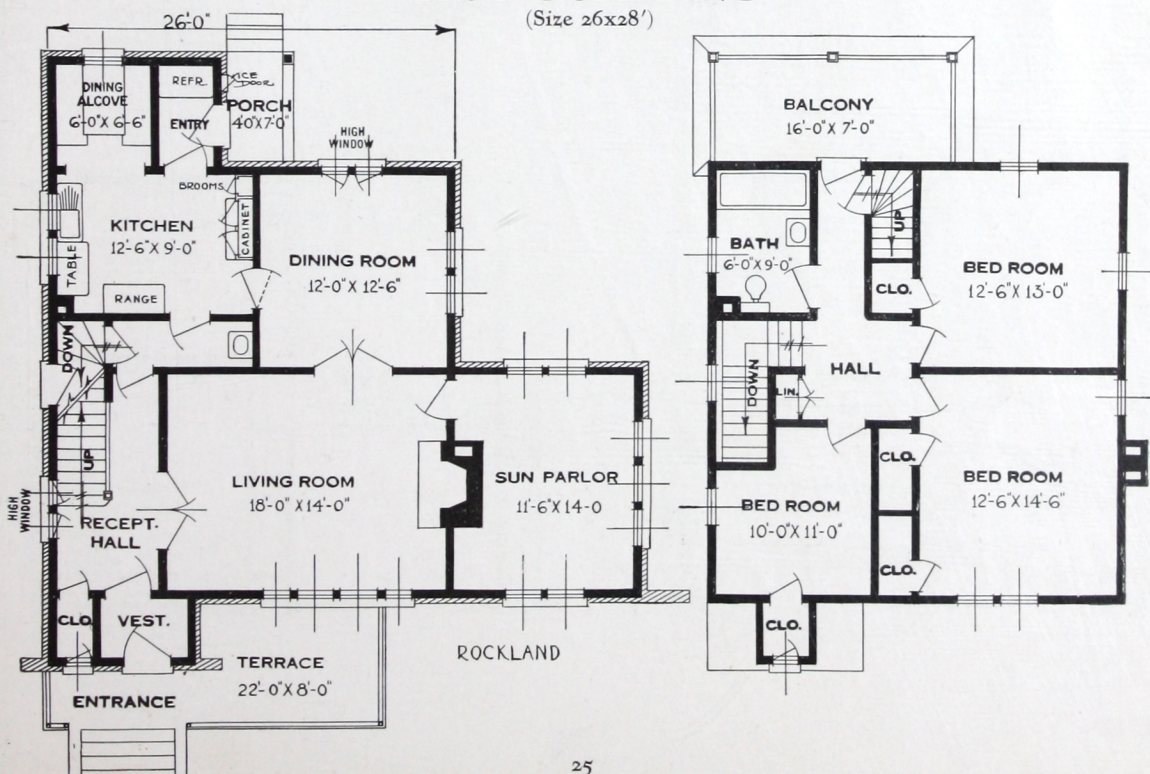 (Size 26x28')
26'-0"
DINING
ALCOVE
6'-0"X 6'-6"
REFR.
ICE
DOOR
ENTRY
PORCH
4'0"X7'-0"
HIGH
WINDOW
BROOMS
CABINET
KITCHEN
12'-6"X 9'-0"
TABLE
RANGE
DINING ROOM
12'-0"X 12'-6"
DOWN
UP
HIGH
WINDOW
RECEPT.
HALL
LIVING ROOM
18'-0" X 14'-0"
SUN PARLOR
11'-6"X 14-0
CLO.
VEST.
TERRACE
22'-0"X 8'-0"
ENTRANCE
ROCKLAND
BALCONY
16'-0"X 7'-0"
BATH
6'-0"X 9'-0"
UP
CLO.
BED ROOM
12'-6"X 13'-0"
DOWN
LIN.
HALL
CLO.
BED ROOM
12'-6"X 14'-6"
BED ROOM
10'-0"X 11'-0"
CLO.
CLO.
25